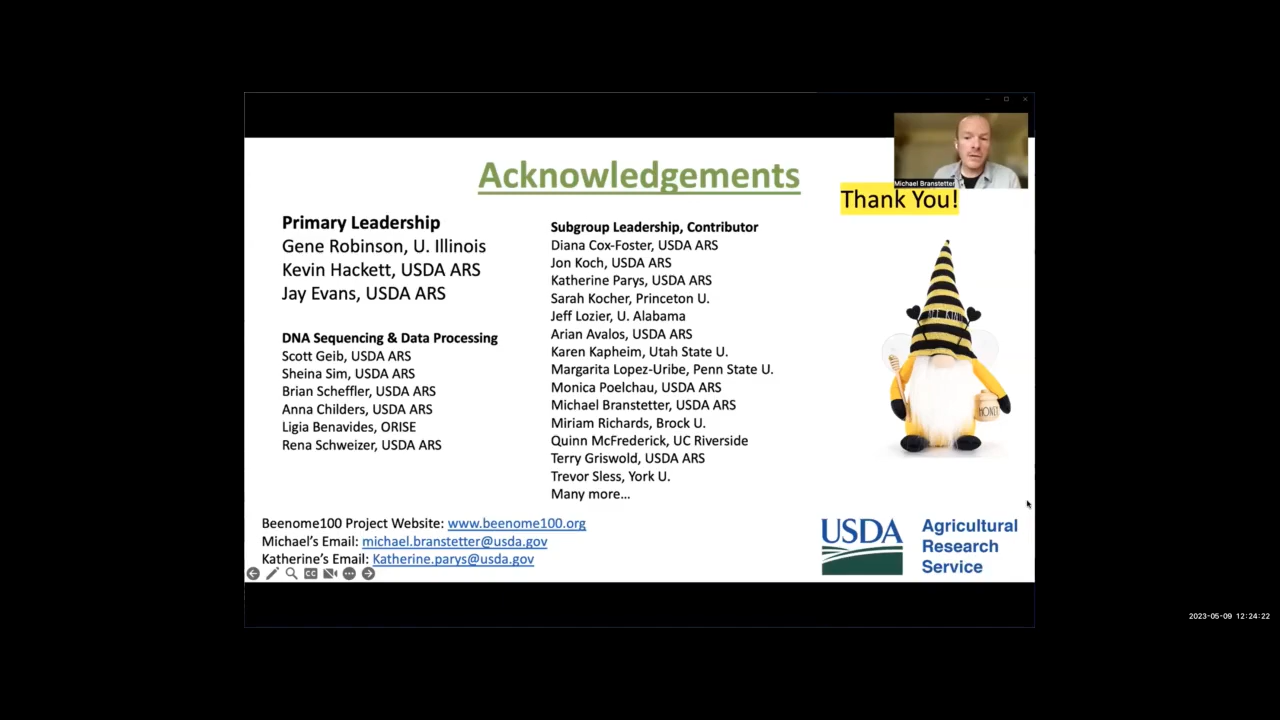 Acknowledgements
Michael Branstetter
Thank You!
Primary Leadership
Gene Robinson, U. Illinois
Kevin Hackett, USDA ARS
Jay Evans, USDA ARS
DNA Sequencing & Data Processing
Scott Geib, USDA ARS
Sheina Sim, USDA ARS
Brian Scheffler, USDA ARS
Anna Childers, USDA ARS
Ligia Benavides, ORISE
Rena Schweizer, USDA ARS
Subgroup Leadership, Contributor
Diana Cox-Foster, USDA ARS
Jon Koch, USDA ARS
Katherine Parys, USDA ARS
Sarah Kocher, Princeton U.
Jeff Lozier, U. Alabama
Arian Avalos, USDA ARS
Karen Kapheim, Utah State U.
Margarita Lopez-Uribe, Penn State U.
Monica Poelchau, USDA ARS
Michael Branstetter, USDA ARS
Miriam Richards, Brock U.
Quinn McFrederick, UC Riverside
Terry Griswold, USDA ARS
Trevor Sless, York U.
Many more...
BEE KIND
HONEY
Beenome100 Project Website: www.beenome100.org
Michael's Email: michael.branstetter@usda.gov
Katherine's Email: Katherine.parys@usda.gov
CC
USDA
Agricultural
Research
Service
2023-05-09 12:24:22